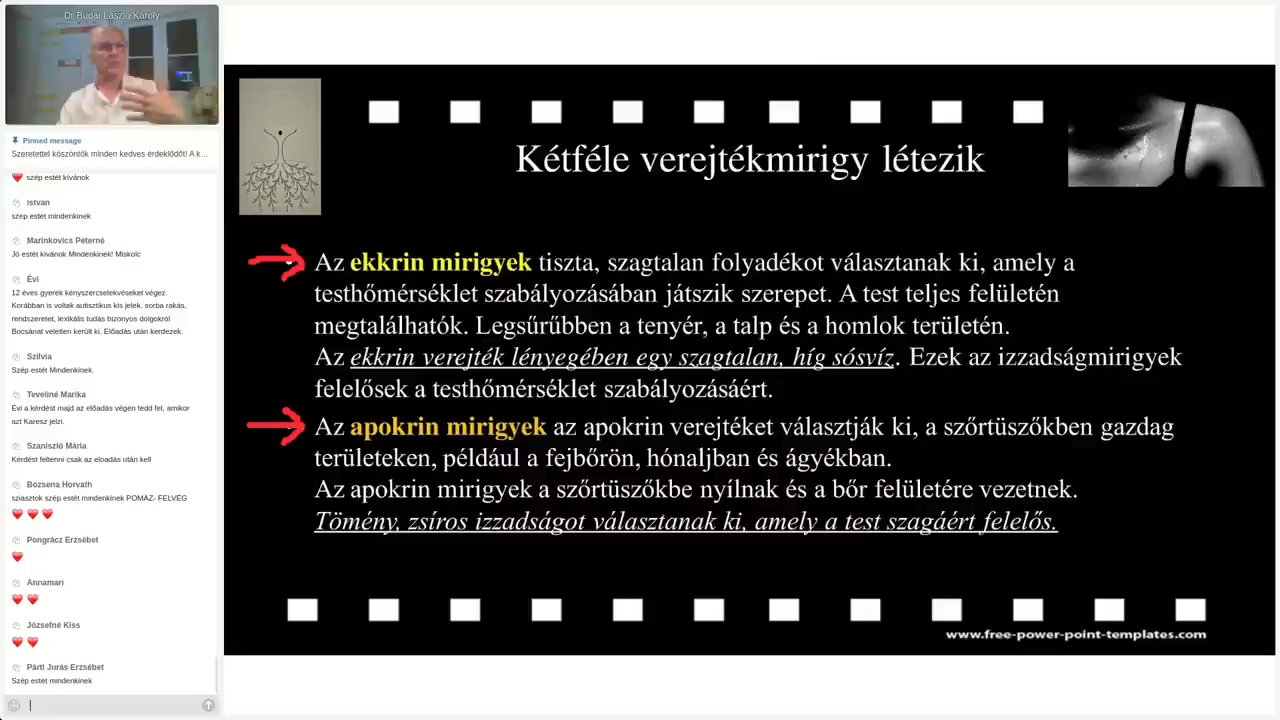 Dr Budai László Károly
Pinned message
Szeretettel köszöntök minden kedves érdeklődőt! A k…
szép estét kívánok
istván
szep estet mindenkinek
Marinkovics Péterné
Jó estét kívánok Mindenkinek! Miskolc
Évi
12 éves gyerek kényszercselekvéseket végez.
Korábban is voltak autisztikus kis jelek. sorba rakás,
rendszeretet, lexikális tudás bizonyos dolgokról
Bocsánat veletlen került ki. Előadás után kerdezek.
Szilvia
Szép estét Mindenkinek.
Teveliné Marika
Évi a kérdést majd az előadás végén tedd fel, amikor
azt Karesz jelzi.
Szaniszló Mária
Kérdést feltenni csak az eloadás után kell
Bozsena Horvath
sziasztok szép estét mindenkinek POMÁZ- FELVÉG
Pongrácz Erzsébet
Annamari
Józsefné Kiss
Pártl Jurás Erzsébet
Szép estét mindenkinek
Kétféle verejtékmirigy létezik
Az ekkrin mirigyek tiszta, szagtalan folyadékot választanak ki, amely a
testhőmérséklet szabályozásában játszik szerepet. A test teljes felületén
megtalálhatók. Legsűrűbben a tenyér, a talp és a homlok területén.
Az ekkrin verejték lényegében egy szagtalan, híg sósvíz. Ezek az izzadságmirigyek
felelősek a testhőmérséklet szabályozásáért.
Az apokrin mirigyek az apokrin verejtéket választják ki, a szőrtüszőkben gazdag
területeken, például a fejbőrön, hónaljban és ágyékban.
Az apokrin mirigyek a szőrtüszőkbe nyílnak és a bőr felületére vezetnek.
Tömény, zsíros izzadságot választanak ki, amely a test szagáért felelős.
www.free-power-point-templates.com